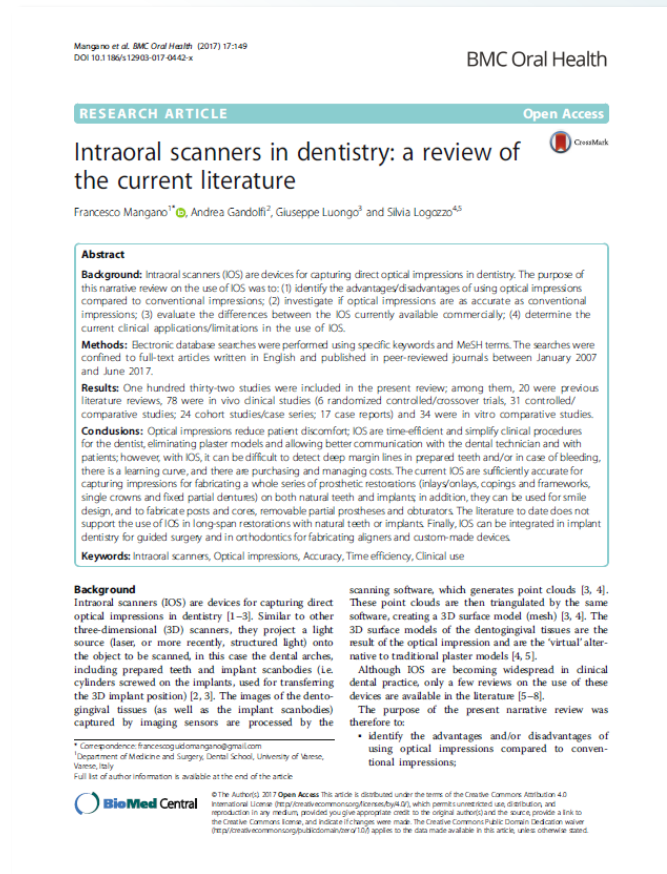 Mangano et al. BMC Oral Health (2017) 17:149
DOI 10.1186/s12903-017-0442-x
BMC Oral Health
RESEARCH ARTICLE
Open Access
CrossMark
Intraoral scanners in dentistry: a review of
the current literature
Francesco Mangano1*, Andrea Gandolfi2, Giuseppe Luongo3 and Silvia Logozzo4,5
Abstract
Background: Intraoral scanners (IOS) are devices for capturing direct optical impressions in dentistry. The purpose of
this narrative review on the use of IOS was to: (1) identify the advantages/disadvantages of using optical impressions
compared to conventional impressions; (2) investigate if optical impressions are as accurate as conventional
impressions; (3) evaluate the differences between the IOS currently available commercially; (4) determine the
current clinical applications/limitations in the use of IOS.
Methods: Electronic database searches were performed using specific keywords and MeSH terms. The searches were
confined to full-text articles written in English and published in peer-reviewed journals between January 2007
and June 2017.
Results: One hundred thirty-two studies were included in the present review; among them, 20 were previous
literature reviews, 78 were in vivo clinical studies (6 randomized controlled/crossover trials, 31 controlled/
comparative studies; 24 cohort studies/case series; 17 case reports) and 34 were in vitro comparative studies.
Conclusions: Optical impressions reduce patient discomfort; IOS are time-efficient and simplify clinical procedures
for the dentist, eliminating plaster models and allowing better communication with the dental technician and with
patients; however, with IOS, it can be difficult to detect deep margin lines in prepared teeth and/or in case of bleeding,
there is a learning curve, and there are purchasing and managing costs. The current IOS are sufficiently accurate for
capturing impressions for fabricating a whole series of prosthetic restorations (inlays/onlays, copings and frameworks,
single crowns and fixed partial dentures) on both natural teeth and implants; in addition, they can be used for smile
design, and to fabricate posts and cores, removable partial prostheses and obturators. The literature to date does not
support the use of IOS in long-span restorations with natural teeth or implants. Finally, IOS can be integrated in implant
dentistry for guided surgery and in orthodontics for fabricating aligners and custom-made devices.
Keywords: Intraoral scanners, Optical impressions, Accuracy, Time efficiency, Clinical use
Background
Intraoral scanners (IOS) are devices for capturing direct
optical impressions in dentistry [1–3]. Similar to other
three-dimensional (3D) scanners, they project a light
source (laser, or more recently, structured light) onto
the object to be scanned, in this case the dental arches,
including prepared teeth and implant scanbodies (i.e.
cylinders screwed on the implants, used for transferring
the 3D implant position) [2, 3]. The images of the dento-
gingival tissues (as well as the implant scanbodies)
captured by imaging sensors are processed by the
scanning software, which generates point clouds [3, 4].
These point clouds are then triangulated by the same
software, creating a 3D surface model (mesh) [3, 4]. The
3D surface models of the dentogingival tissues are the
result of the optical impression and are the ‘virtual’ alter-
native to traditional plaster models [4, 5].
Although IOS are becoming widespread in clinical
dental practice, only a few reviews on the use of these
devices are available in the literature [5–8].
The purpose of the present narrative review was
therefore to:
• identify the advantages and/or disadvantages of
using optical impressions compared to conven-
tional impressions;
* Correspondence: francescoguidomangano@gmail.com
1Department of Medicine and Surgery, Dental School, University of Varese,
Varese, Italy
Full list of author information is available at the end of the article
BioMed Central
© The Author(s). 2017 Open Access This article is distributed under the terms of the Creative Commons Attribution 4.0
International License (http://creativecommons.org/licenses/by/4.0/), which permits unrestricted use, distribution, and
reproduction in any medium, provided you give appropriate credit to the original author(s) and the source, provide a link to
the Creative Commons license, and indicate if changes were made. The Creative Commons Public Domain Dedication waiver
(http://creativecommons.org/publicdomain/zero/1.0/) applies to the data made available in this article, unless otherwise stated.